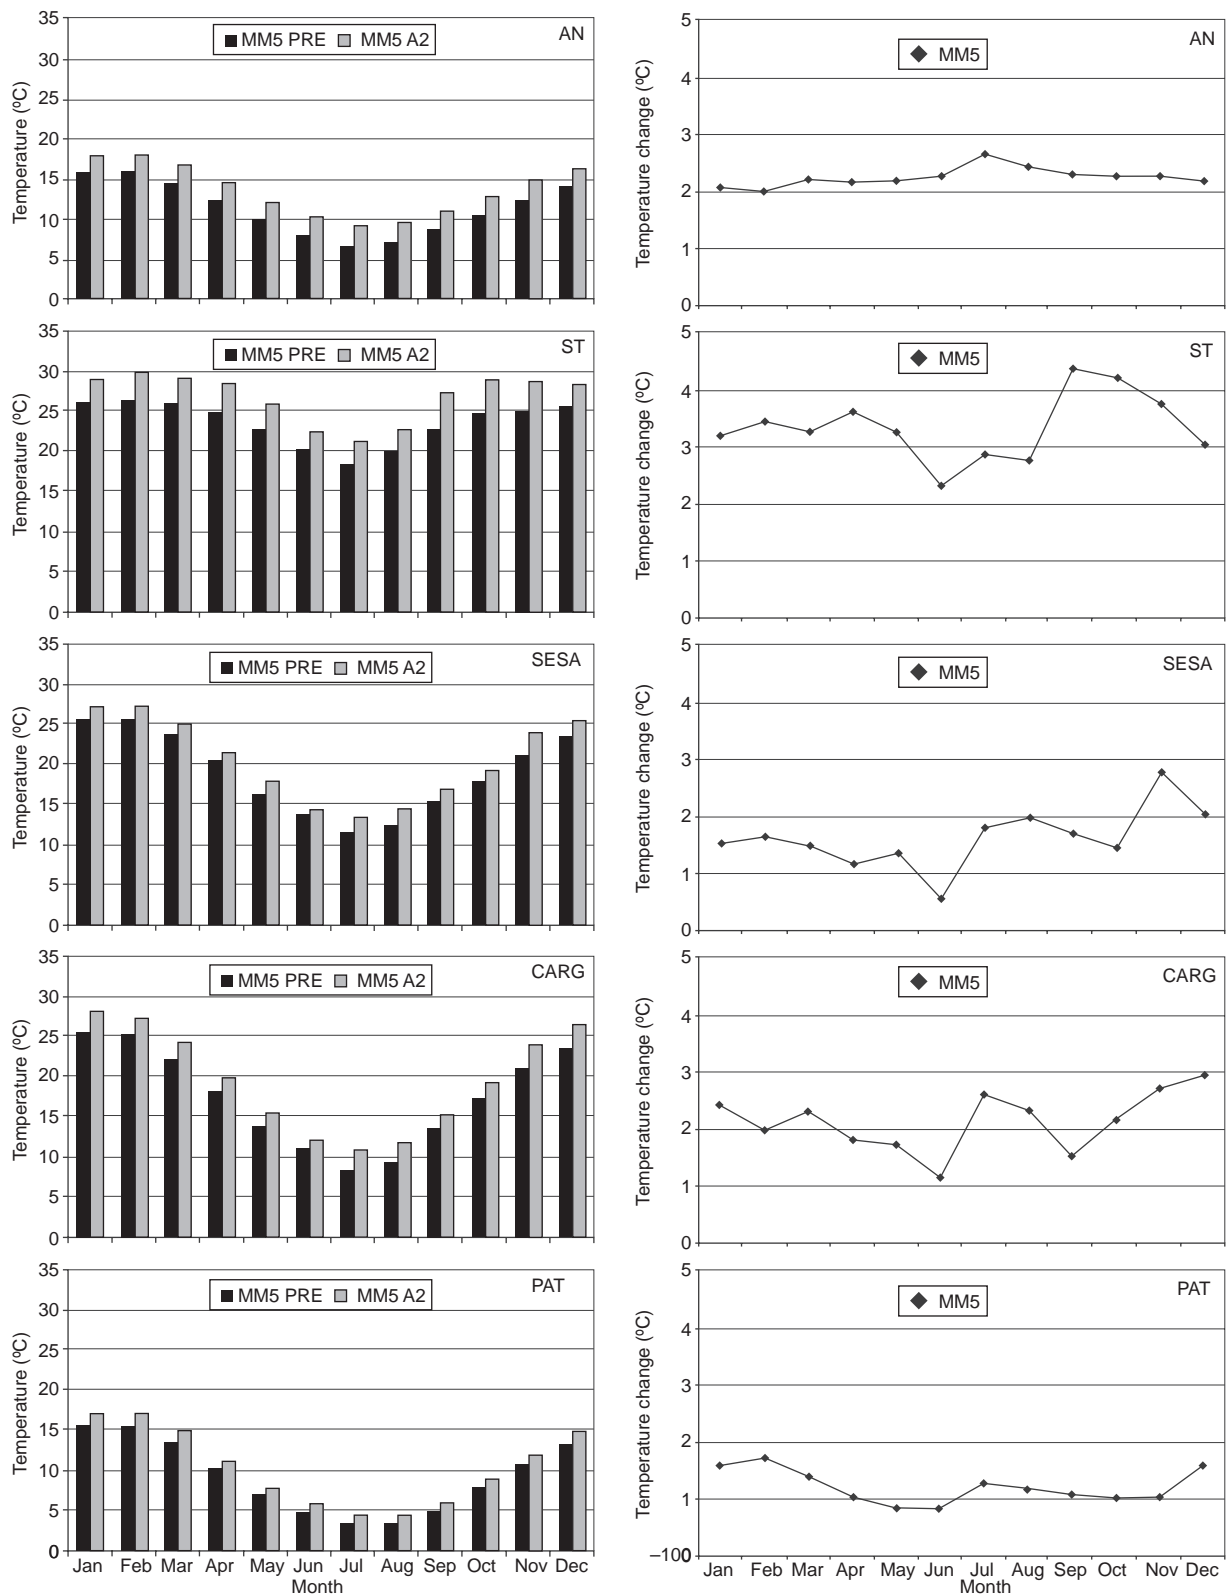 35
30
25
20
15
10
5
0
Temperature (ºC)
MM5 PRE MM5 A2
AN
5
4
3
2
1
0
Temperature change (ºC)
MM5
AN
35
30
25
20
15
10
5
0
Temperature (ºC)
MM5 PRE MM5 A2
ST
5
4
3
2
1
0
Temperature change (ºC)
MM5
ST
35
30
25
20
15
10
5
0
Temperature (ºC)
MM5 PRE MM5 A2
SESA
5
4
3
2
1
0
Temperature change (ºC)
MM5
SESA
35
30
25
20
15
10
5
0
Temperature (ºC)
MM5 PRE MM5 A2
CARG
5
4
3
2
1
0
Temperature change (ºC)
MM5
CARG
35
30
25
20
15
10
5
0
Temperature (ºC)
MM5 PRE MM5 A2
PAT
Jan Feb Mar Apr May Jun Jul Aug Sep Oct Nov Dec
Month
5
4
3
2
1
–100
Temperature change (ºC)
MM5
PAT
Jan Feb Mar Apr May Jun Jul Aug Sep Oct Nov Dec
Month